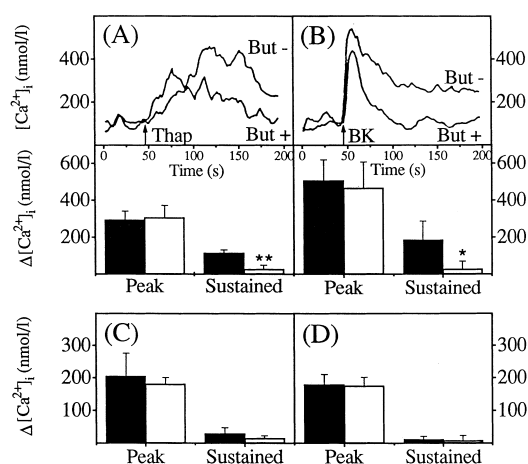 (A) (B)
But - But -
400 400
200 200
[Ca²⁺]ᵢ (nmol/l)
Thap But + BK But +
0 50 100 150 200 0 50 100 150 200
Time (s) Time (s)
600 600
400 400
200 200
Δ[Ca²⁺]ᵢ (nmol/l)
** *
Peak Sustained Peak Sustained
(C) (D)
300 300
200 200
100 100
Δ[Ca²⁺]ᵢ (nmol/l)
Peak Sustained Peak Sustained